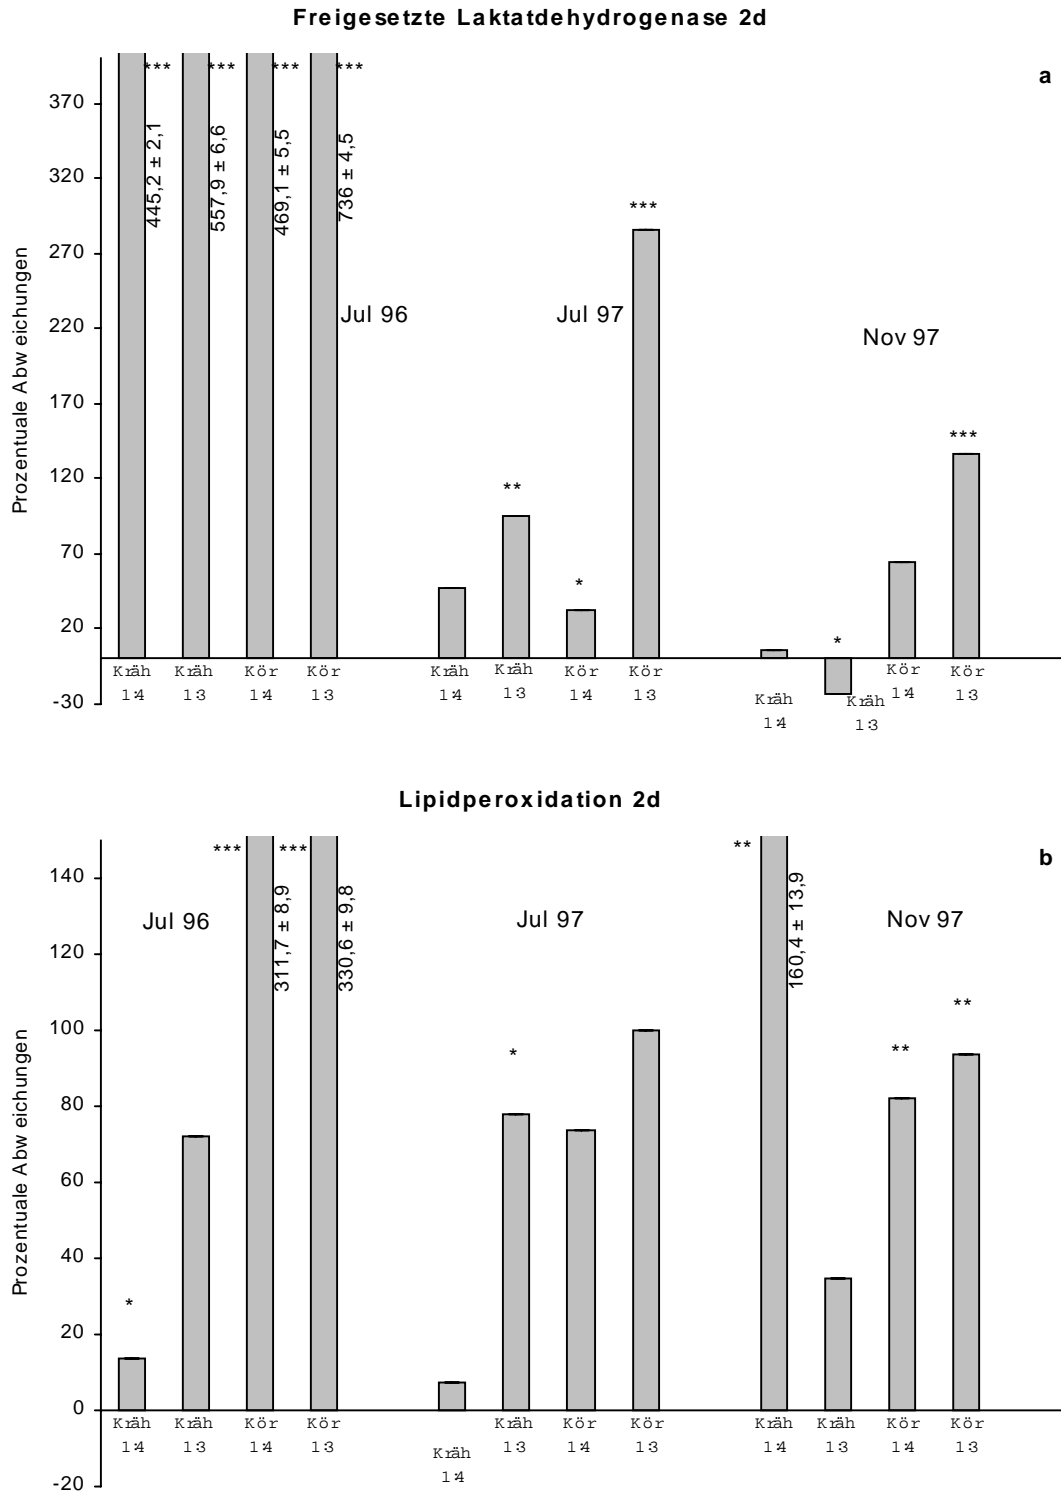 Freigesetzte Laktatdehydrogenase 2d
a
Prozentuale Abweichungen
370
320
270
220
170
120
70
20
-30
*** *** *** ***
445,2 ± 2,1
557,9 ± 6,6
469,1 ± 5,5
736 ± 4,5
Jul 96
Jul 97
Nov 97
***
**
*
***
*
Kräh 1:4
Kräh 1:3
Kör 1:4
Kör 1:3
Kräh 1:4
Kräh 1:3
Kör 1:4
Kör 1:3
Kräh 1:4
Kräh 1:3
Kör 1:4
Kör 1:3
Lipidperoxidation 2d
b
Prozentuale Abweichungen
140
120
100
80
60
40
20
0
-20
*** *** **
311,7 ± 8,9
330,6 ± 9,8
160,4 ± 13,9
Jul 96
Jul 97
Nov 97
*
*
**
**
Kräh 1:4
Kräh 1:3
Kör 1:4
Kör 1:3
Kräh 1:4
Kräh 1:3
Kör 1:4
Kör 1:3
Kräh 1:4
Kräh 1:3
Kör 1:4
Kör 1:3